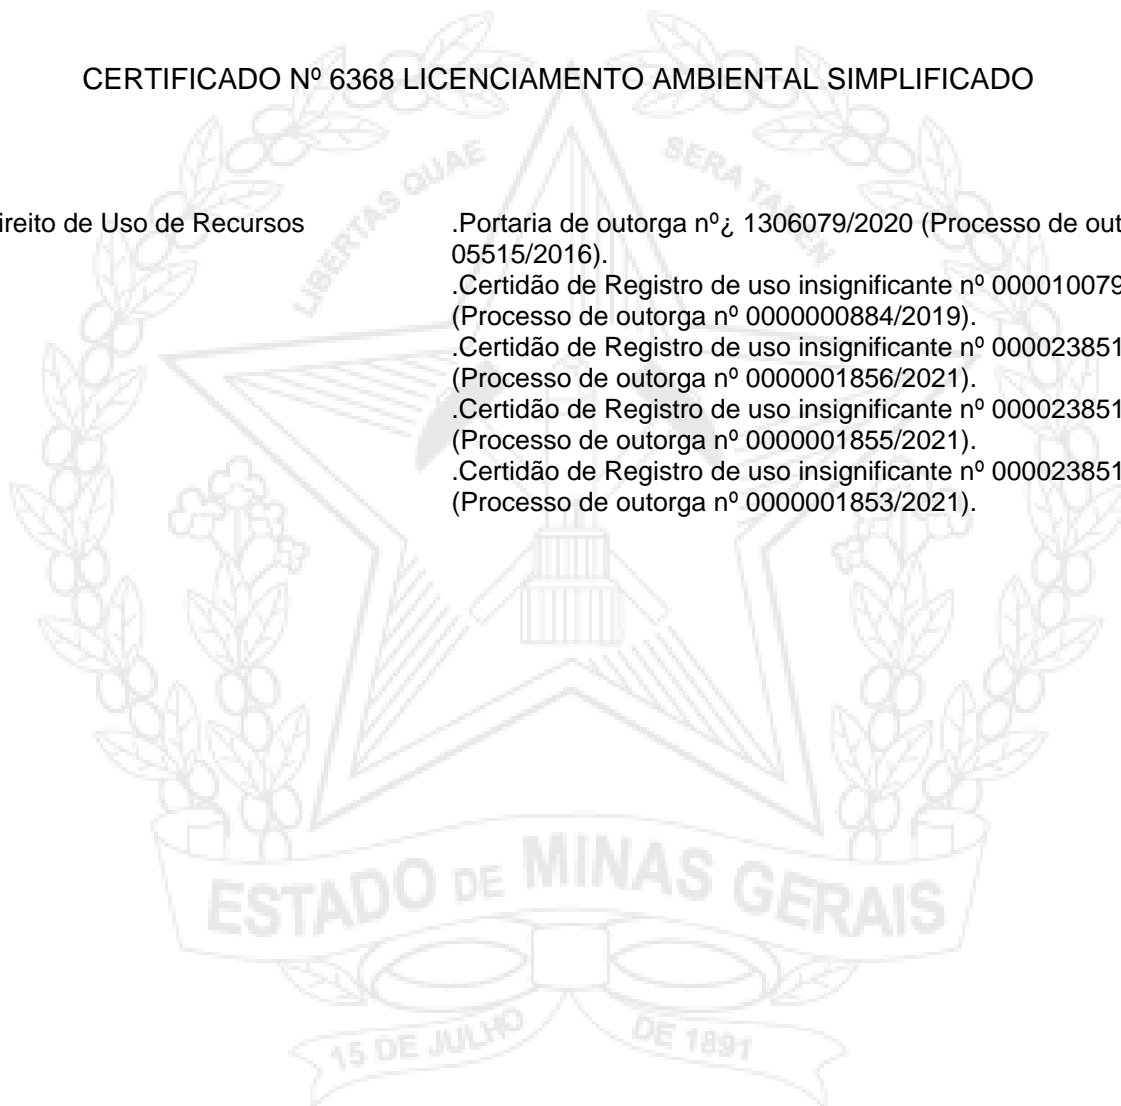 CERTIFICADO Nº 6368 LICENCIAMENTO AMBIENTAL SIMPLIFICADO
LIBERTAS QUAE SERA TAMEN
ireito de Uso de Recursos
.Portaria de outorga nº¿ 1306079/2020 (Processo de out
05515/2016).
.Certidão de Registro de uso insignificante nº 000010079
(Processo de outorga nº 0000000884/2019).
.Certidão de Registro de uso insignificante nº 000023851
(Processo de outorga nº 0000001856/2021).
.Certidão de Registro de uso insignificante nº 000023851
(Processo de outorga nº 0000001855/2021).
.Certidão de Registro de uso insignificante nº 000023851
(Processo de outorga nº 0000001853/2021).
ESTADO DE MINAS GERAIS
15 DE JULHO DE 1891